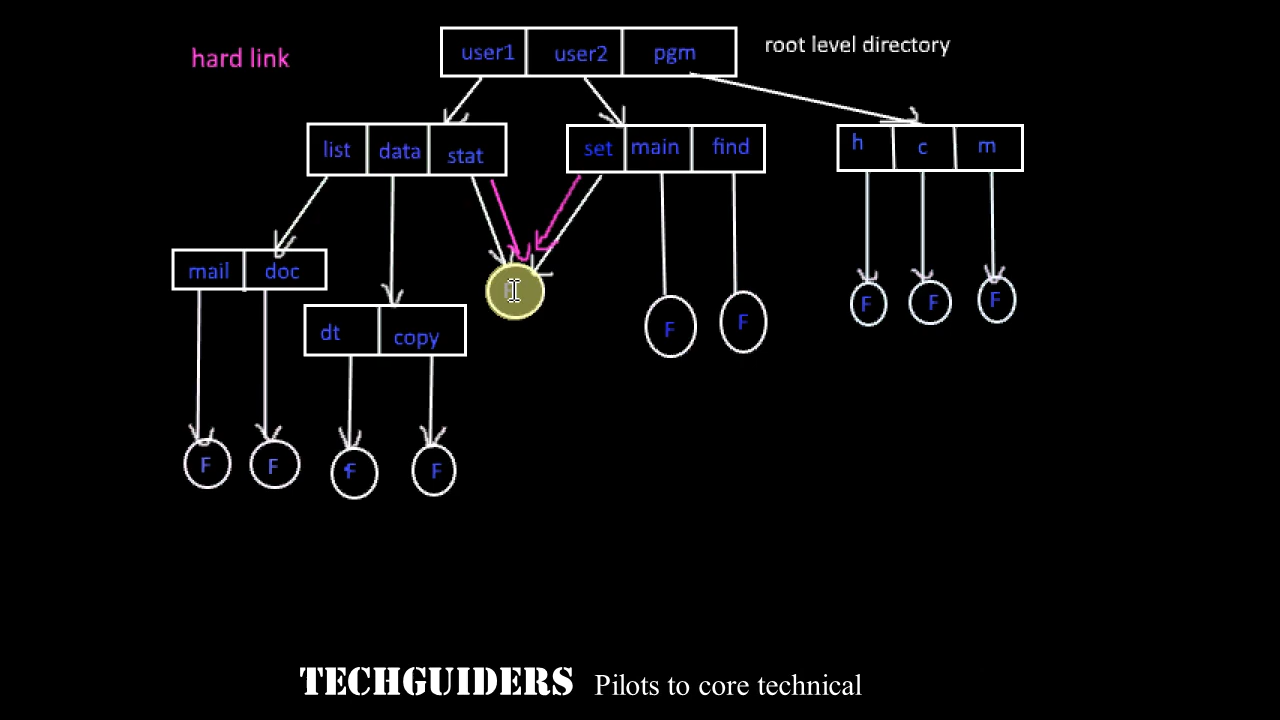 hard link
user1 user2 pgm
root level directory
list data stat
set main find
h c m
mail doc
dt copy
F F F
F F
F F f F
TECHGUIDERS Pilots to core technical